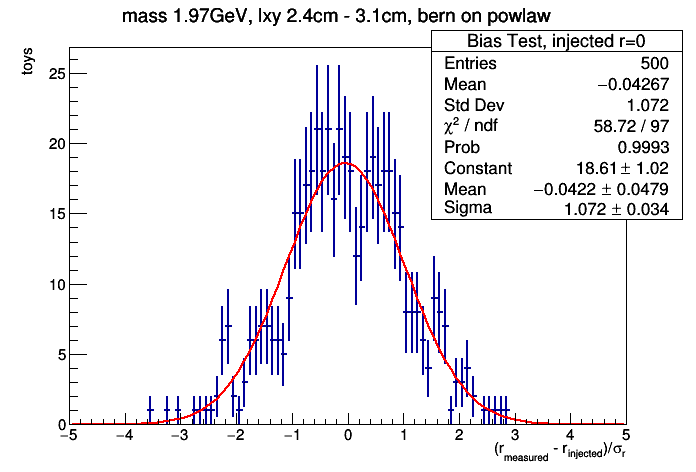 mass 1.97GeV, lxy 2.4cm - 3.1cm, bern on powlaw
toys
Bias Test, injected r=0
Entries 500
Mean −0.04267
Std Dev 1.072
χ² / ndf 58.72 / 97
Prob 0.9993
Constant 18.61 ± 1.02
Mean −0.0422 ± 0.0479
Sigma 1.072 ± 0.034
25
20
15
10
5
0
−5 −4 −3 −2 −1 0 1 2 3 4 5
(r_measured - r_injected)/σ_r